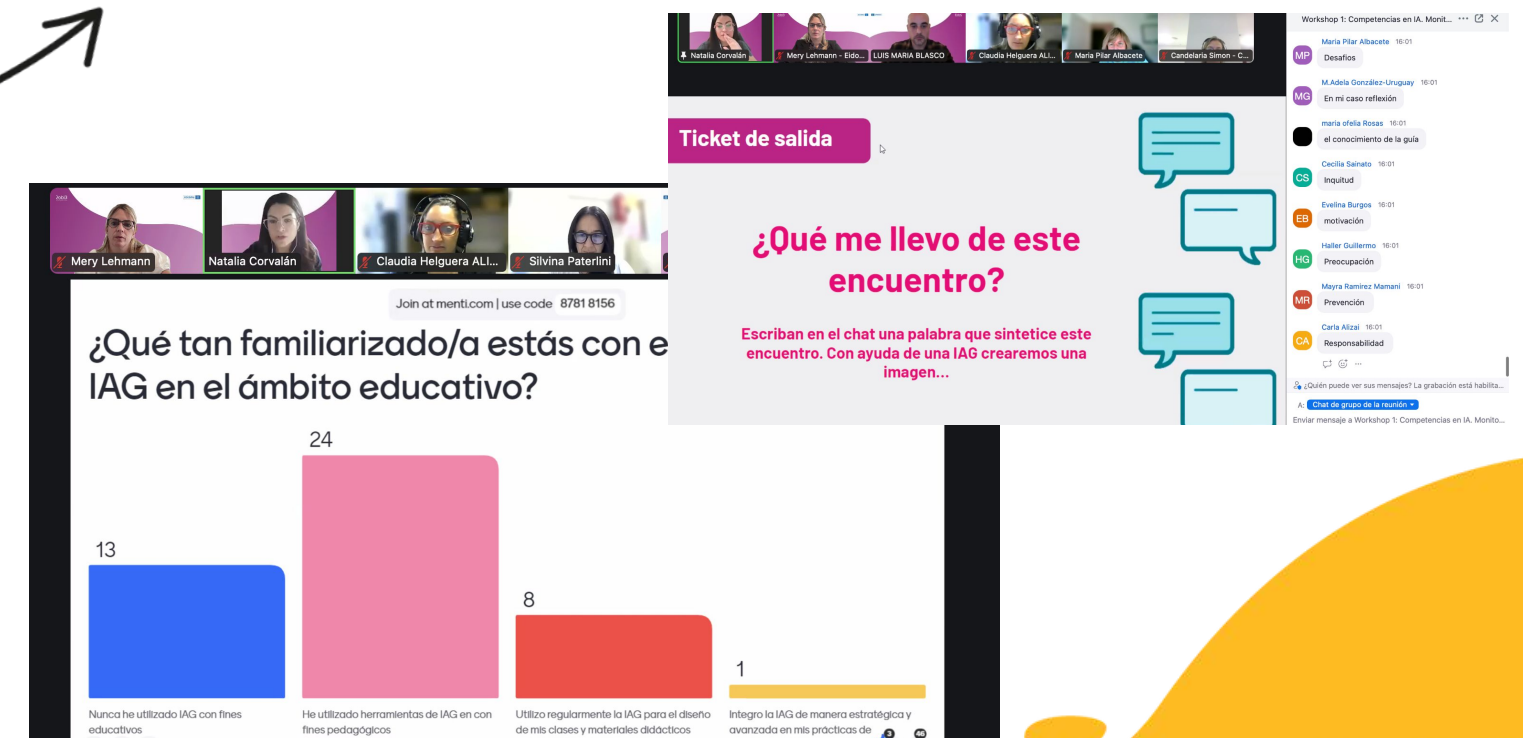 Natalia Corvalán
Mery Lehmann - Eido...
LUIS MARIA BLASCO
Claudia Helguera ALI...
Maria Pilar Albacete
Candelaria Simon - C...
Workshop 1: Competencias en IA. Monit...
Maria Pilar Albacete 16:01
MP
Desafíos
M.Adela González-Uruguay 16:01
MG
En mi caso reflexión
maria ofelia Rosas 16:01
el conocimiento de la guía
Cecilia Sainato 16:01
CS
Inquitud
Evelina Burgos 16:01
EB
motivación
Haller Guillermo 16:01
HG
Preocupación
Mayra Ramirez Mamani 16:01
MR
Prevención
Carla Alizai 16:01
CA
Responsabilidad
¿Quién puede ver sus mensajes? La grabación está habilita...
A: Chat de grupo de la reunión
Enviar mensaje a Workshop 1: Competencias en IA. Monito...
Ticket de salida
¿Qué me llevo de este
encuentro?
Escriban en el chat una palabra que sintetice este
encuentro. Con ayuda de una IAG crearemos una
imagen...
Mery Lehmann
Natalia Corvalán
Claudia Helguera ALI...
Silvina Paterlini
Join at menti.com | use code 8781 8156
¿Qué tan familiarizado/a estás con e
IAG en el ámbito educativo?
13
24
8
1
Nunca he utilizado IAG con fines
educativos
He utilizado herramientas de IAG en con
fines pedagógicos
Utilizo regularmente la IAG para el diseño
de mis clases y materiales didácticos
Integro la IAG de manera estratégica y
avanzada en mis prácticas de
3
46